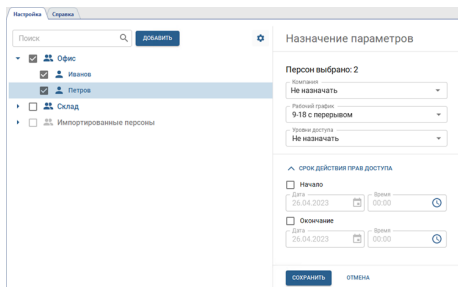 Настройка Справка
Поиск
ДОБАВИТЬ
Офис
Иванов
Петров
Склад
Импортированные персоны
Назначение параметров
Персон выбрано: 2
Компания
Не назначать
Рабочий график
9-18 с перерывом
Уровни доступа
Не назначать
СРОК ДЕЙСТВИЯ ПРАВ ДОСТУПА
Начало
Дата Время
26.04.2023 00:00
Окончание
Дата Время
26.04.2023 00:00
СОХРАНИТЬ ОТМЕНА